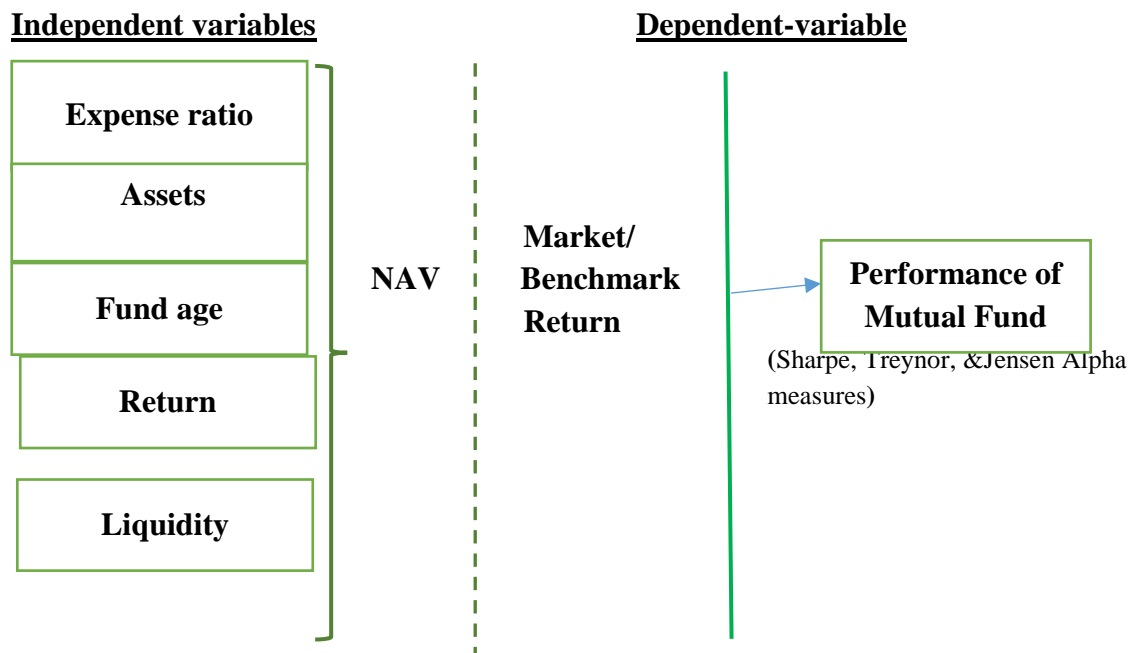 Independent variables
Dependent-variable
Expense ratio
Assets
Fund age
Return
Liquidity
NAV
Market/
Benchmark
Return
Performance of
Mutual Fund
(Sharpe, Treynor, &Jensen Alpha
measures)